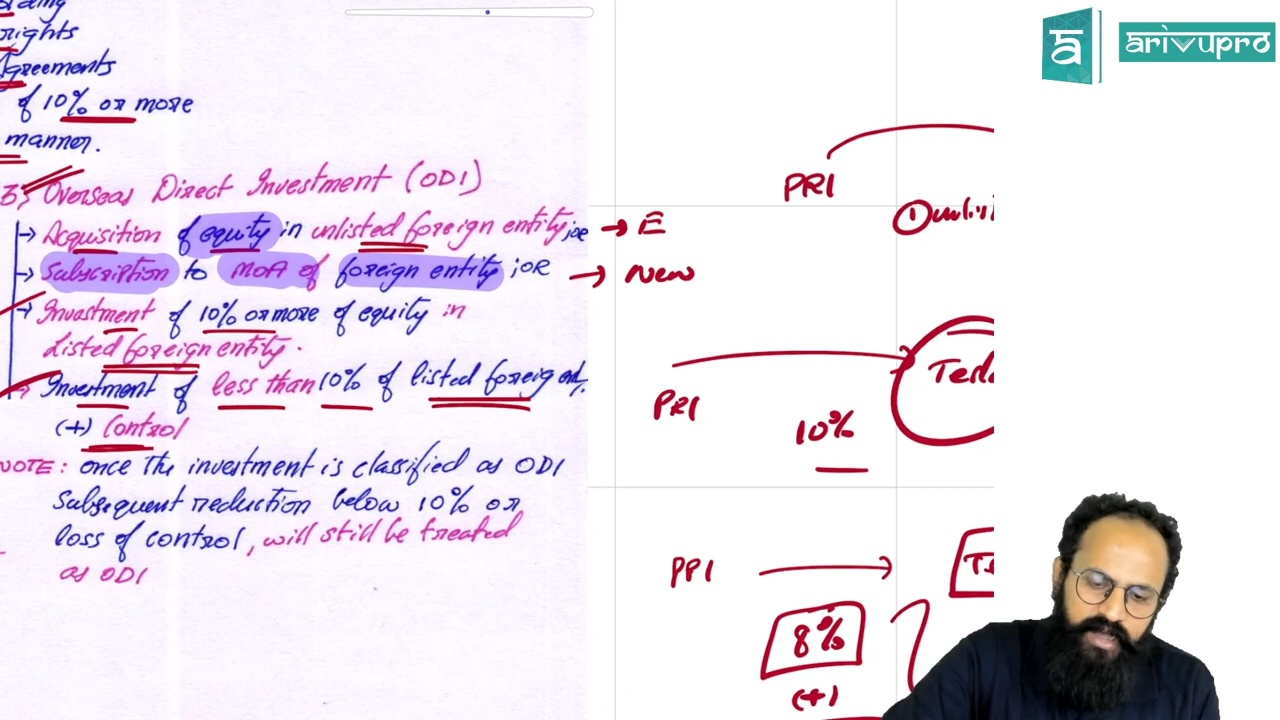 rights
Agreements
of 10% or more
manner.
3, Overseas Direct Investment (ODI)
→ Acquisition of equity in unlisted foreign entity ;or → E
→ Subscription to MoA of foreign entity ;OR → New
→ Investment of 10% or more of equity in
Listed foreign entity.
→ Investment of less than 10% of listed foreign
(+) Control
NOTE: once the investment is classified as ODI
Subsequent reduction below 10% or
loss of control, will still be treated
as ODI
PRI
①
PRI
10%
PPI
8%
(+)
a
arivupro